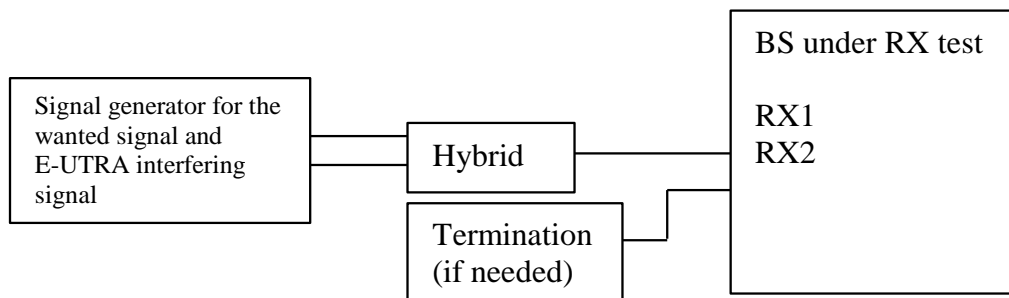 Signal generator for the
wanted signal and
E-UTRA interfering
signal
Hybrid
Termination
(if needed)
BS under RX test
RX1
RX2